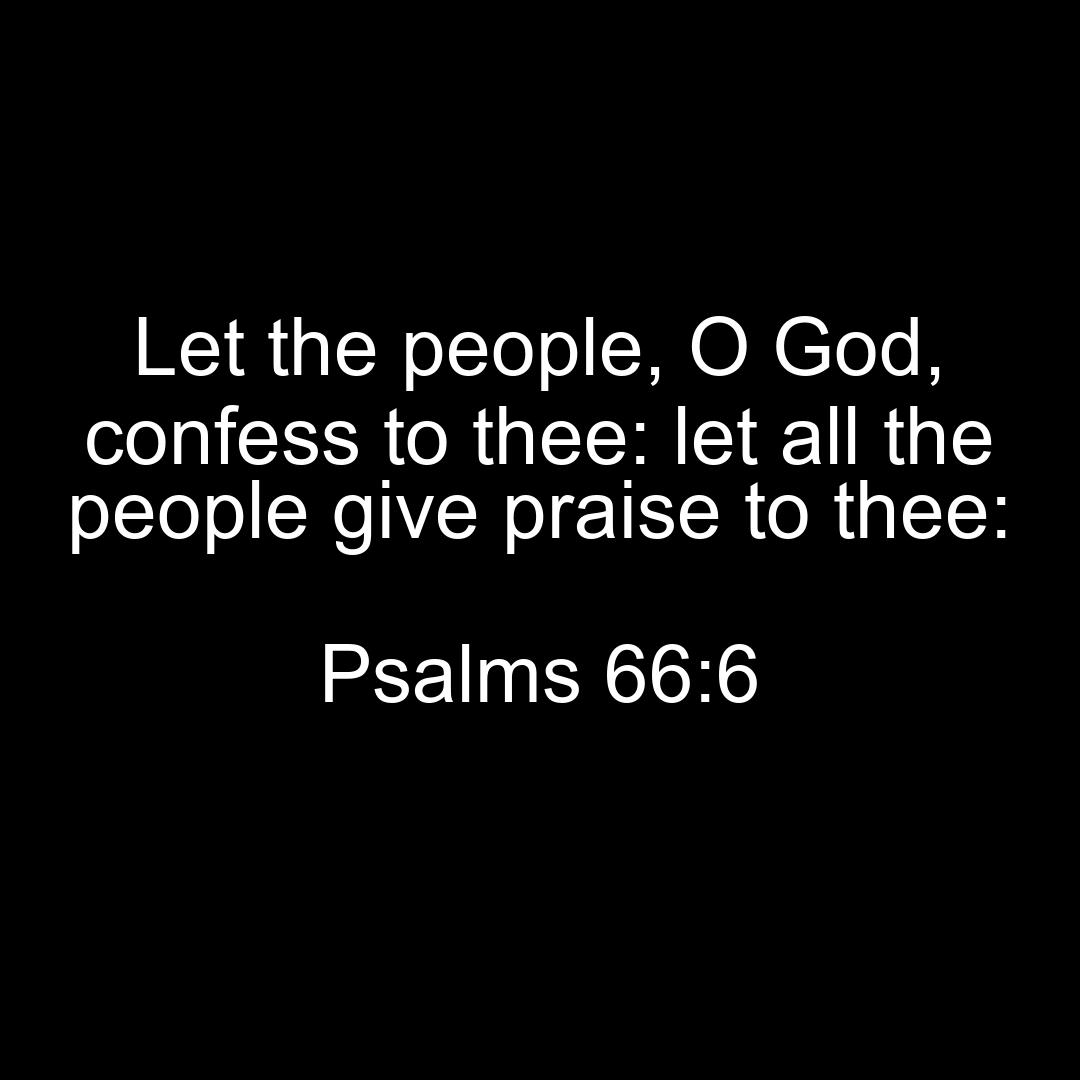 Let the people, O God,
confess to thee: let all the
people give praise to thee:
Psalms 66:6